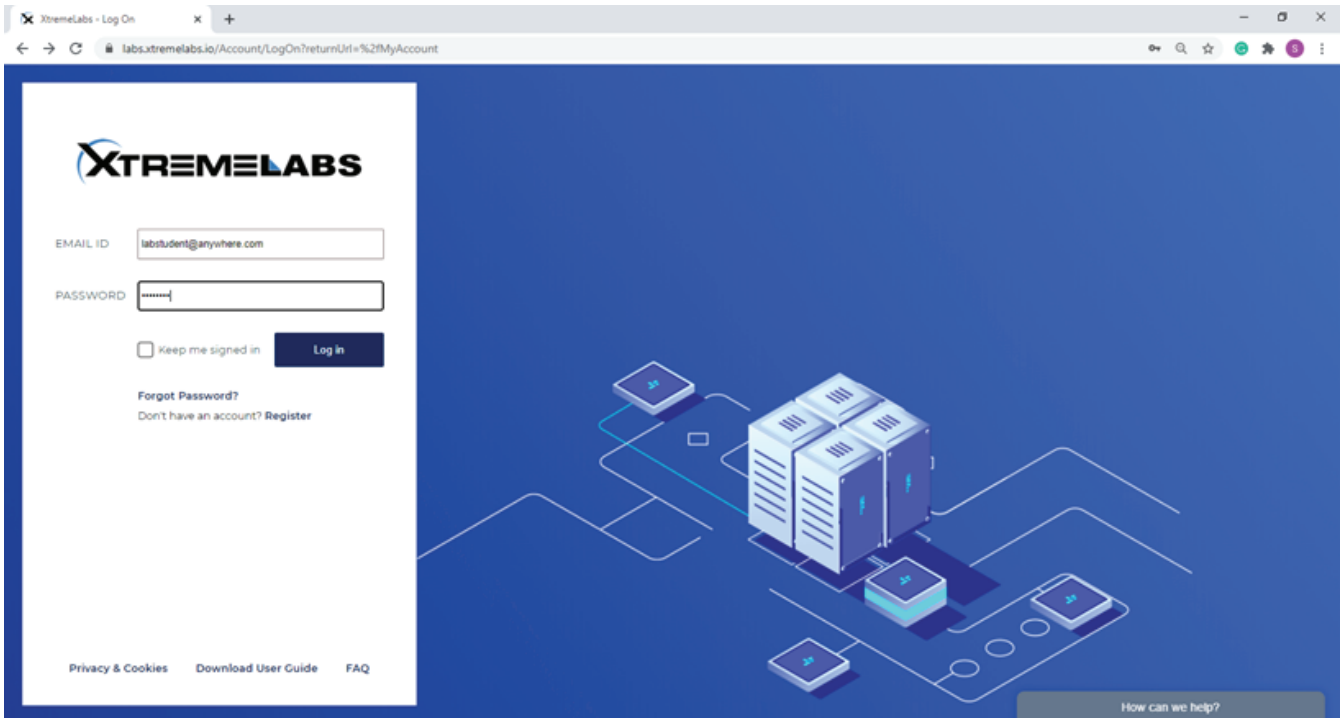 XtremeLabs - Log On
labs.xtremelabs.io/Account/LogOn?returnUrl=%2fMyAccount
S
XTREMELABS
EMAIL ID labstudent@anywhere.com
PASSWORD ••••••••
Keep me signed in Log in
Forgot Password?
Don't have an account? Register
Privacy & Cookies Download User Guide FAQ
How can we help?